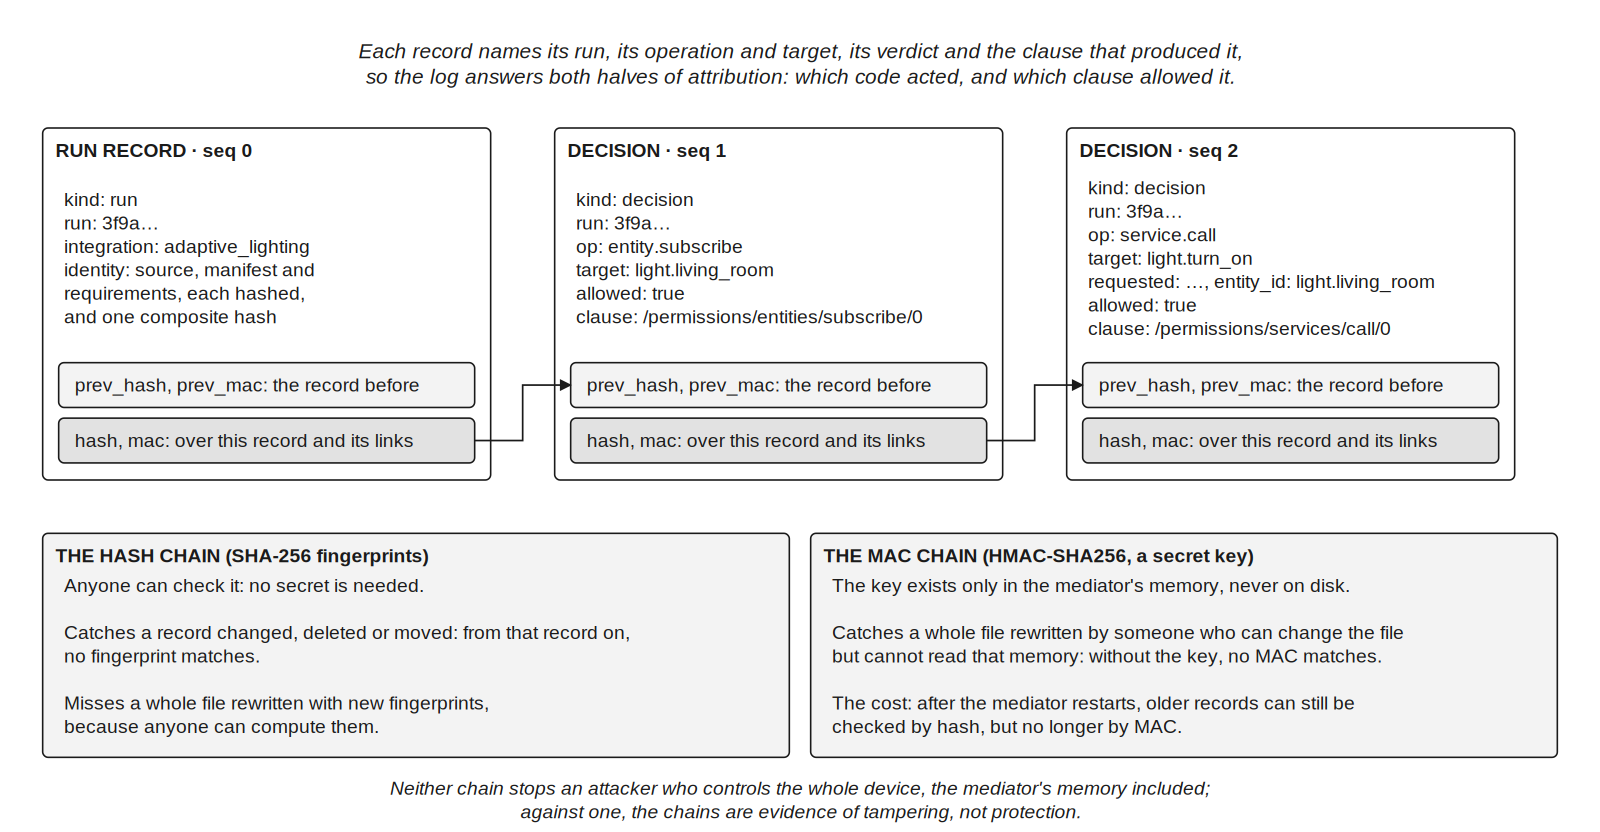 Each record names its run, its operation and target, its verdict and the clause that produced it,
so the log answers both halves of attribution: which code acted, and which clause allowed it.
RUN RECORD · seq 0
kind: run
run: 3f9a…
integration: adaptive_lighting
identity: source, manifest and
requirements, each hashed,
and one composite hash
prev_hash, prev_mac: the record before
hash, mac: over this record and its links
DECISION · seq 1
kind: decision
run: 3f9a…
op: entity.subscribe
target: light.living_room
allowed: true
clause: /permissions/entities/subscribe/0
prev_hash, prev_mac: the record before
hash, mac: over this record and its links
DECISION · seq 2
kind: decision
run: 3f9a…
op: service.call
target: light.turn_on
requested: …, entity_id: light.living_room
allowed: true
clause: /permissions/services/call/0
prev_hash, prev_mac: the record before
hash, mac: over this record and its links
THE HASH CHAIN (SHA-256 fingerprints)
Anyone can check it: no secret is needed.
Catches a record changed, deleted or moved: from that record on,
no fingerprint matches.
Misses a whole file rewritten with new fingerprints,
because anyone can compute them.
THE MAC CHAIN (HMAC-SHA256, a secret key)
The key exists only in the mediator's memory, never on disk.
Catches a whole file rewritten by someone who can change the file
but cannot read that memory: without the key, no MAC matches.
The cost: after the mediator restarts, older records can still be
checked by hash, but no longer by MAC.
Neither chain stops an attacker who controls the whole device, the mediator's memory included;
against one, the chains are evidence of tampering, not protection.